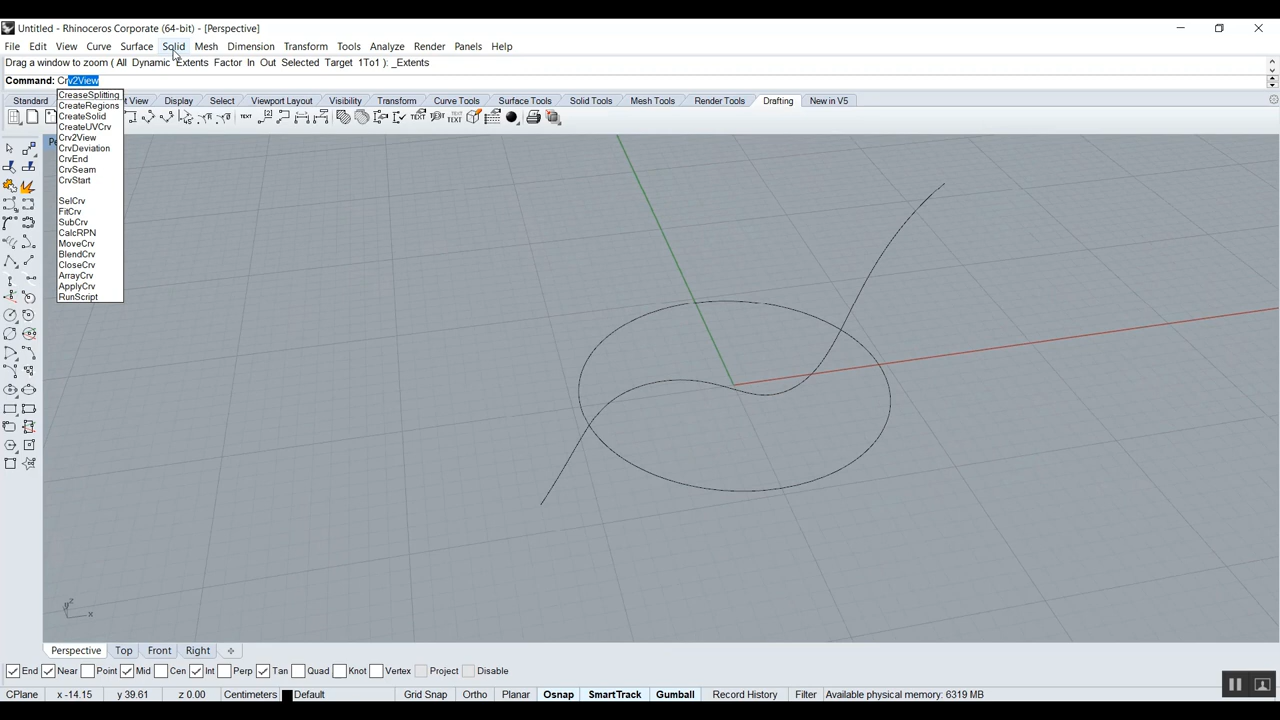 Untitled - Rhinoceros Corporate (64-bit) - [Perspective]
File Edit View Curve Surface Solid Mesh Dimension Transform Tools Analyze Render Panels Help
Drag a window to zoom ( All Dynamic Extents Factor In Out Selected Target 1To1 ): _Extents
Command: Crv2View
Standard View Display Select Viewport Layout Visibility Transform Curve Tools Surface Tools Solid Tools Mesh Tools Render Tools Drafting New in V5
CreaseSplitting
CreateRegions
CreateSolid
CreateUVCrv
Crv2View
CrvDeviation
CrvEnd
CrvSeam
CrvStart
SelCrv
FitCrv
SubCrv
CalcRPN
MoveCrv
BlendCrv
CloseCrv
ArrayCrv
ApplyCrv
RunScript
z
y
x
Perspective Top Front Right
End Near Point Mid Cen Int Perp Tan Quad Knot Vertex Project Disable
CPlane x -14.15 y 39.61 z 0.00 Centimeters Default Grid Snap Ortho Planar Osnap SmartTrack Gumball Record History Filter Available physical memory: 6319 MB